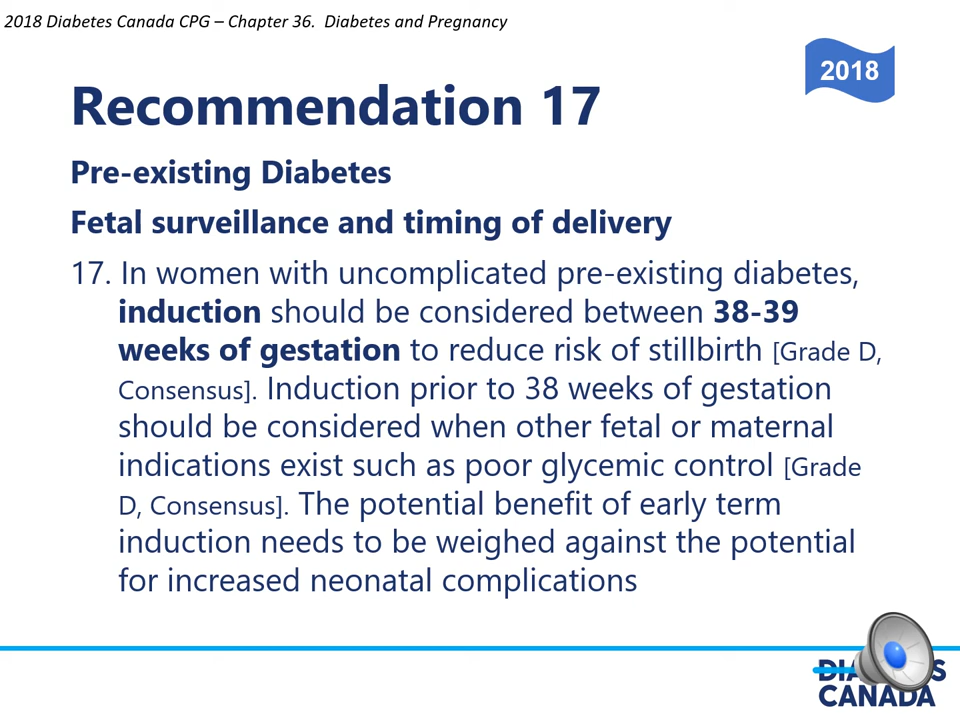 2018 Diabetes Canada CPG – Chapter 36. Diabetes and Pregnancy
2018
Recommendation 17
Pre-existing Diabetes
Fetal surveillance and timing of delivery
17. In women with uncomplicated pre-existing diabetes,
induction should be considered between 38-39
weeks of gestation to reduce risk of stillbirth [Grade D,
Consensus]. Induction prior to 38 weeks of gestation
should be considered when other fetal or maternal
indications exist such as poor glycemic control [Grade
D, Consensus]. The potential benefit of early term
induction needs to be weighed against the potential
for increased neonatal complications
CANADA